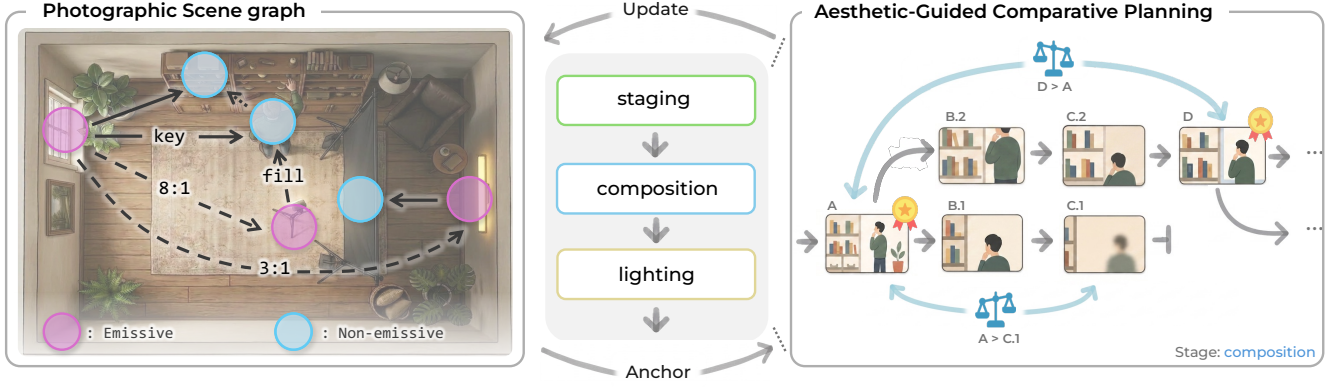 Photographic Scene graph
key
8:1
fill
3:1
: Emissive
: Non-emissive
Update
staging
composition
lighting
Anchor
Aesthetic-Guided Comparative Planning
D > A
B.2
C.2
D
...
A
B.1
C.1
...
A > C.1
Stage: composition